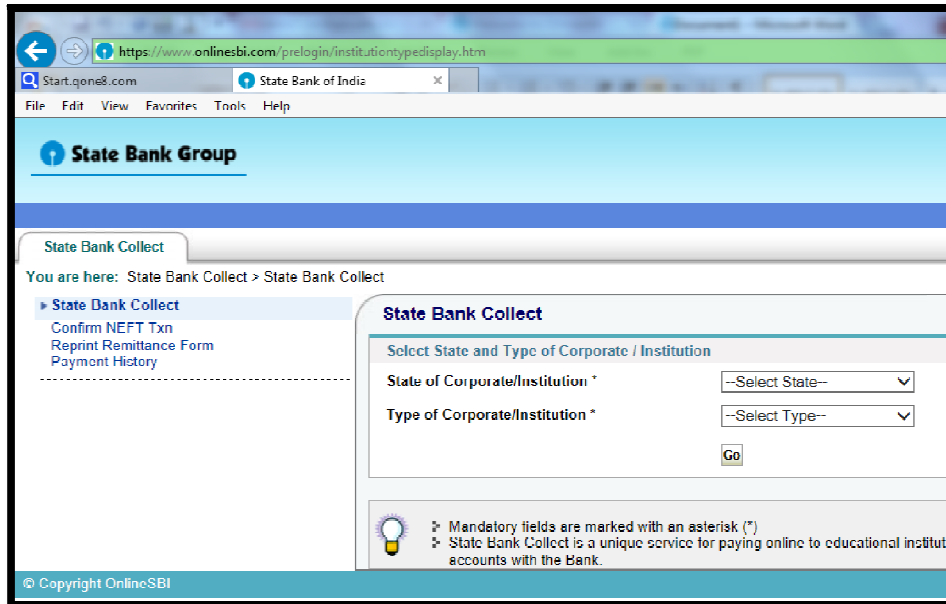 https://www.onlinesbi.com/prelogin/institutiontypedisplay.htm
Start.qone8.com
State Bank of India
File Edit View Favorites Tools Help
State Bank Group
State Bank Collect
You are here: State Bank Collect > State Bank Collect
State Bank Collect
Confirm NEFT Txn
Reprint Remittance Form
Payment History
State Bank Collect
Select State and Type of Corporate / Institution
State of Corporate/Institution *
--Select State--
Type of Corporate/Institution *
--Select Type--
Go
Mandatory fields are marked with an asterisk (*)
State Bank Collect is a unique service for paying online to educational institut
accounts with the Bank.
© Copyright OnlineSBI